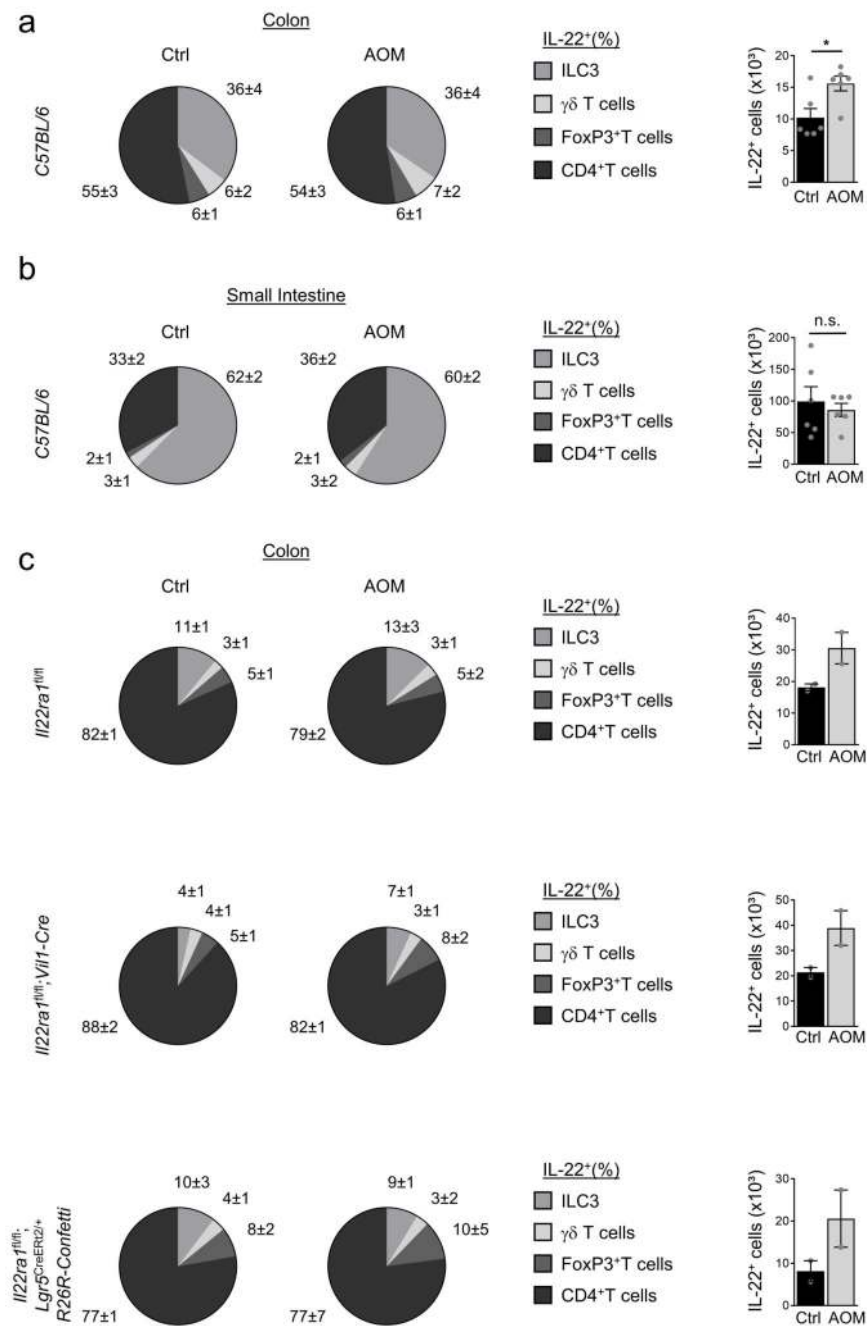 a
Colon
Ctrl
AOM
C57BL/6
36±4
6±2
6±1
55±3
36±4
7±2
6±1
54±3
IL-22⁺(%)
ILC3
γδ T cells
FoxP3⁺T cells
CD4⁺T cells
IL-22⁺ cells (x10³)
20
15
10
5
0
*
Ctrl AOM
b
Small Intestine
Ctrl
AOM
C57BL/6
33±2
62±2
2±1
3±1
36±2
60±2
2±1
3±2
IL-22⁺(%)
ILC3
γδ T cells
FoxP3⁺T cells
CD4⁺T cells
IL-22⁺ cells (x10³)
200
150
100
50
0
n.s.
Ctrl AOM
c
Colon
Ctrl
AOM
Il22ra1fl/fl
11±1
3±1
5±1
82±1
13±3
3±1
5±2
79±2
IL-22⁺(%)
ILC3
γδ T cells
FoxP3⁺T cells
CD4⁺T cells
IL-22⁺ cells (x10³)
40
30
20
10
0
Ctrl AOM
Il22ra1fl/fl;Vil1-Cre
4±1
4±1
5±1
88±2
7±1
3±1
8±2
82±1
IL-22⁺(%)
ILC3
γδ T cells
FoxP3⁺T cells
CD4⁺T cells
IL-22⁺ cells (x10³)
50
40
30
20
10
0
Ctrl AOM
Il22ra1fl/fl;
Lgr5CreERt2/+
R26R-Confetti
10±3
4±1
8±2
77±1
9±1
3±2
10±5
77±7
IL-22⁺(%)
ILC3
γδ T cells
FoxP3⁺T cells
CD4⁺T cells
IL-22⁺ cells (x10³)
30
20
10
0
Ctrl AOM